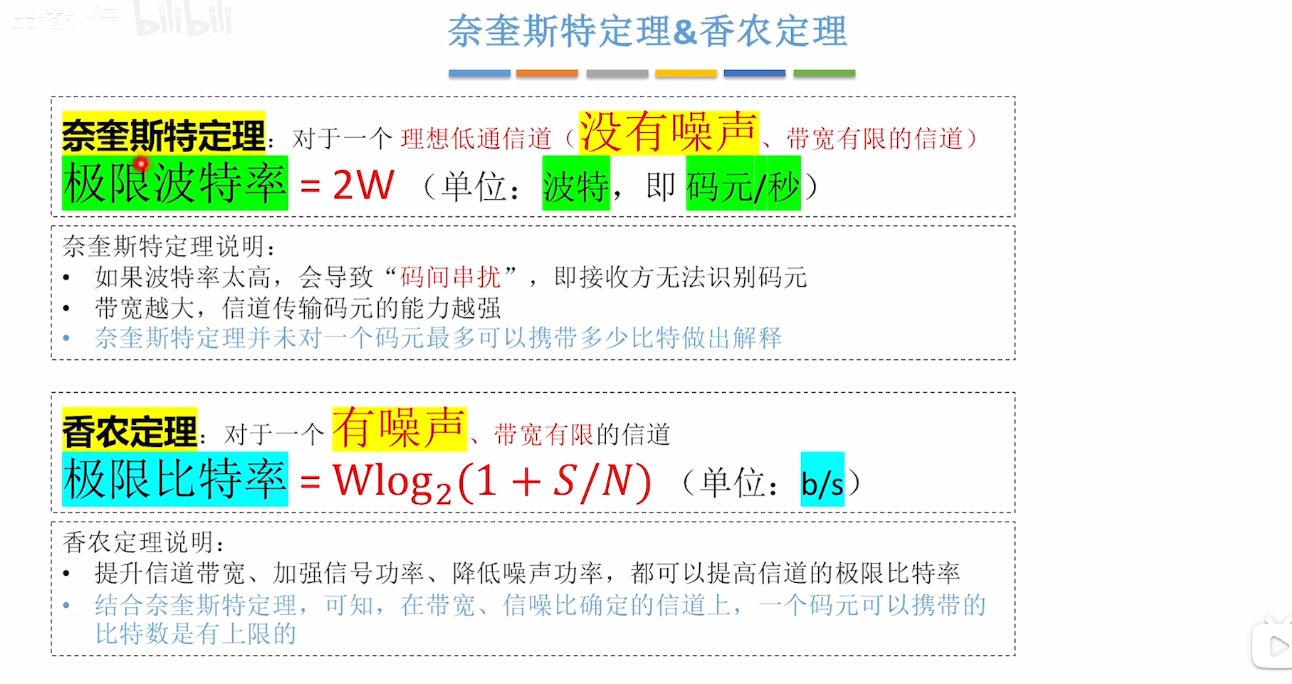 bilibili
奈奎斯特定理&香农定理
奈奎斯特定理：对于一个 理想低通信道（没有噪声、带宽有限的信道）
极限波特率 = 2W （单位：波特，即 码元/秒）
奈奎斯特定理说明：
• 如果波特率太高，会导致“码间串扰”，即接收方无法识别码元
• 带宽越大，信道传输码元的能力越强
• 奈奎斯特定理并未对一个码元最多可以携带多少比特做出解释
香农定理：对于一个 有噪声、带宽有限的信道
极限比特率 = Wlog₂(1 + S/N) （单位：b/s）
香农定理说明：
• 提升信道带宽、加强信号功率、降低噪声功率，都可以提高信道的极限比特率
• 结合奈奎斯特定理，可知，在带宽、信噪比确定的信道上，一个码元可以携带的
比特数是有上限的